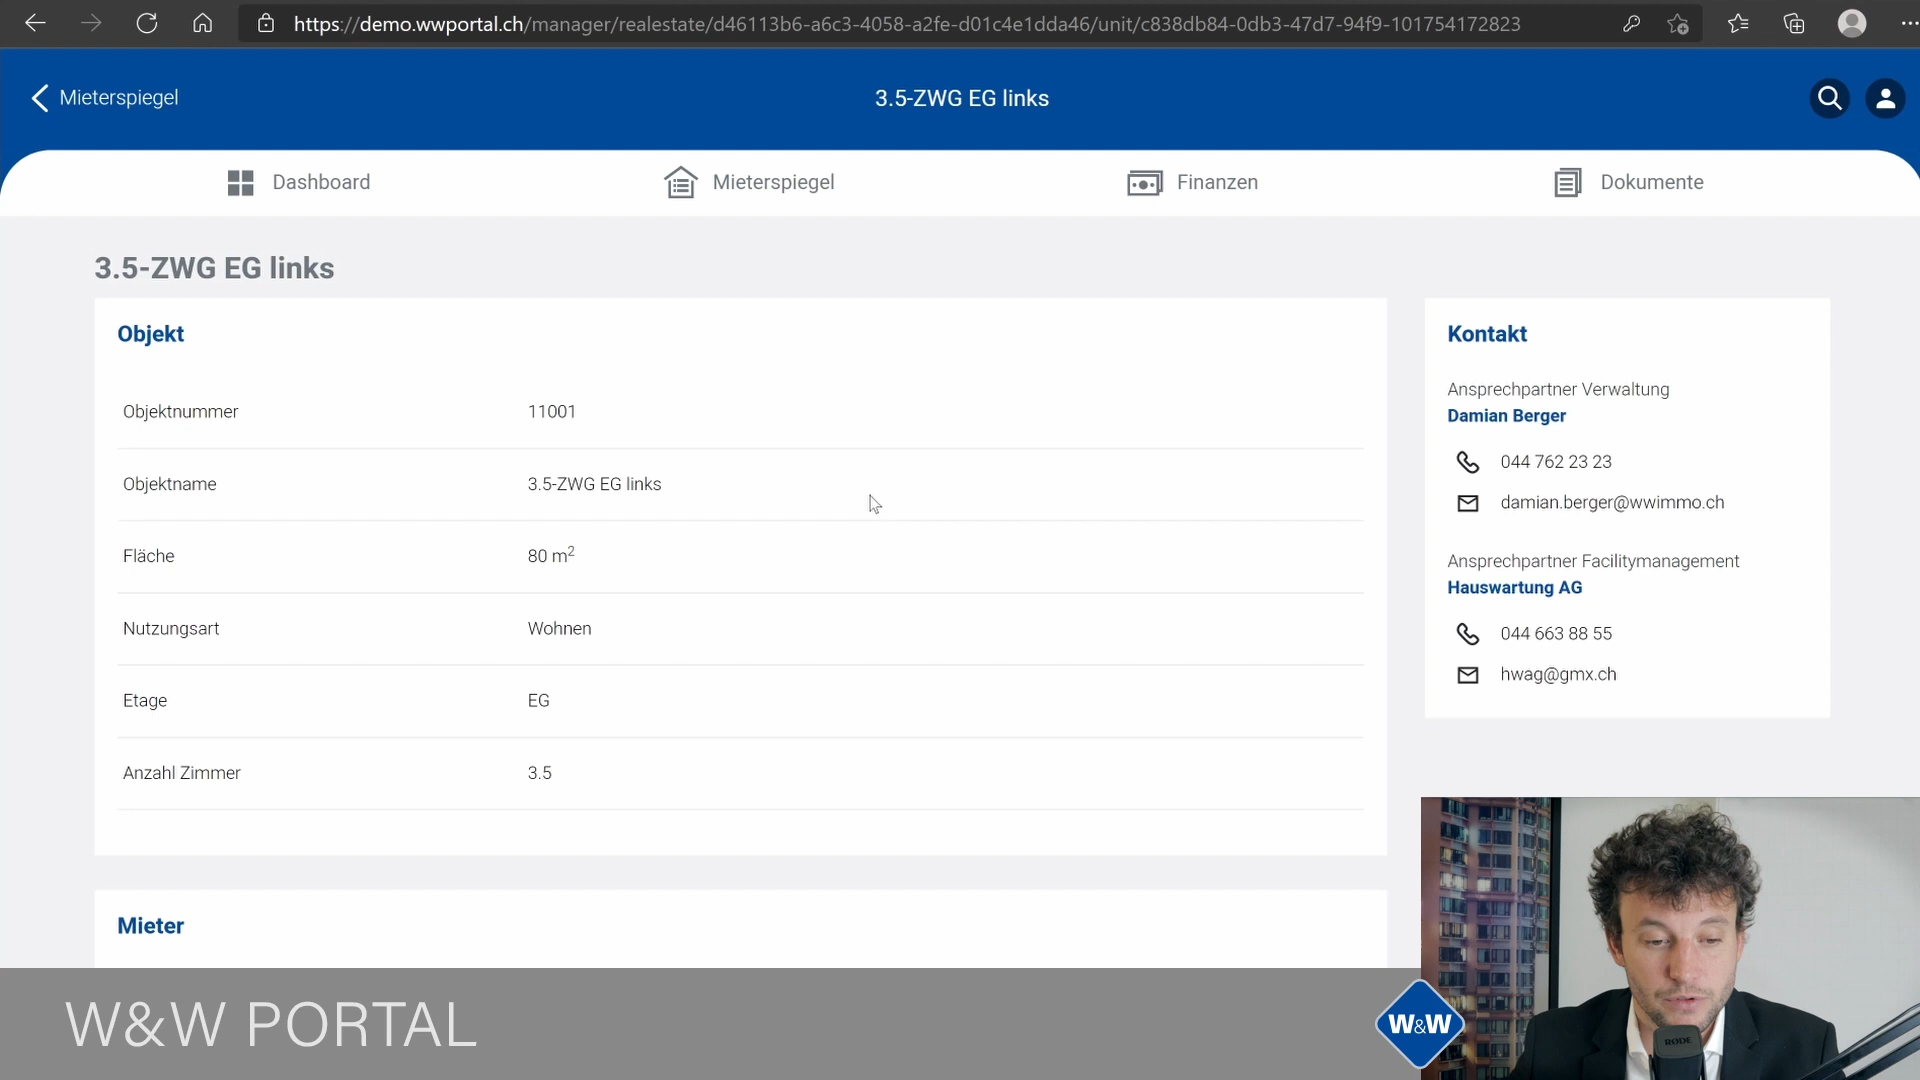 https://demo.wwportal.ch/manager/realestate/d46113b6-a6c3-4058-a2fe-d01c4e1dda46/unit/c838db84-0db3-47d7-94f9-101754172823
Mieterspiegel
3.5-ZWG EG links
Dashboard
Mieterspiegel
Finanzen
Dokumente
3.5-ZWG EG links
Objekt
Objektnummer 11001
Objektname 3.5-ZWG EG links
Fläche 80 m²
Nutzungsart Wohnen
Etage EG
Anzahl Zimmer 3.5
Mieter
Kontakt
Ansprechpartner Verwaltung
Damian Berger
044 762 23 23
damian.berger@wwimmo.ch
Ansprechpartner Facilitymanagement
Hauswartung AG
044 663 88 55
hwag@gmx.ch
W&W PORTAL
W&W
RØDE